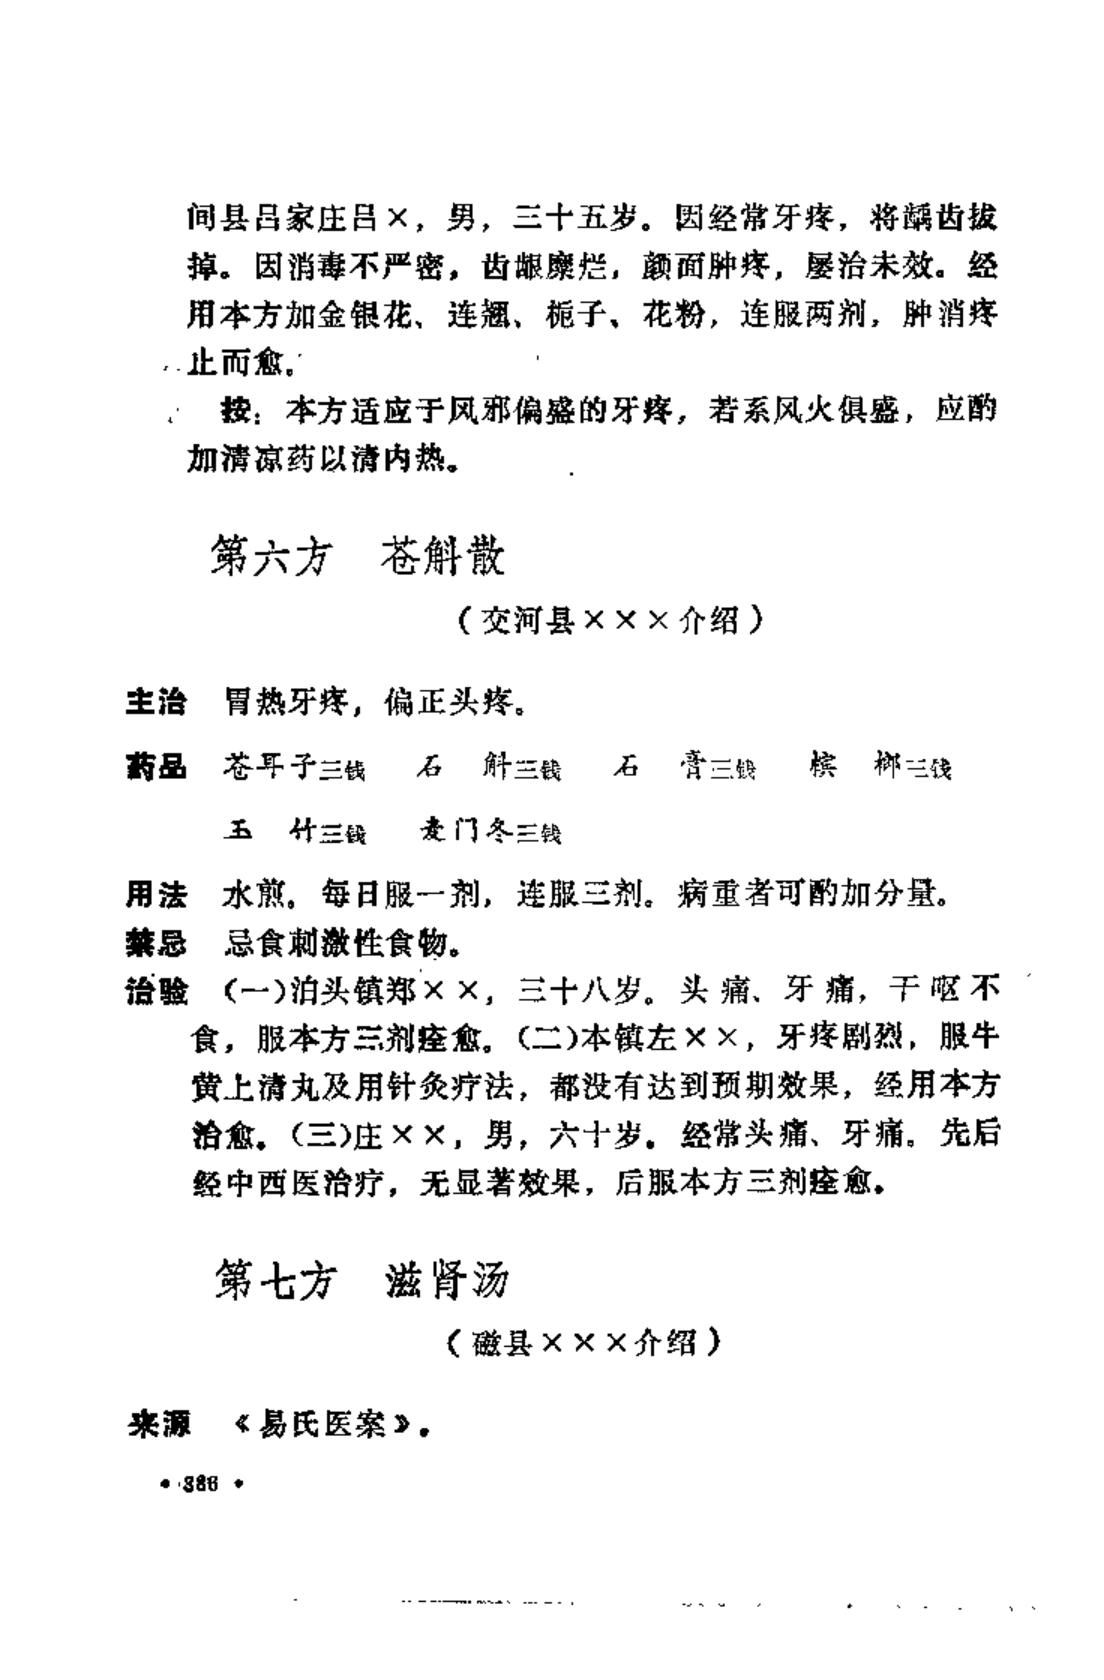 间县吕家庄吕×，男，三十五岁。因经常牙疼，将龋齿拔
掉。因消毒不严密，齿龈糜烂，颜面肿疼，屡治未效。经
用本方加金银花、连翘、栀子、花粉，连服两剂，肿消疼
止而愈。
按：本方适应于风邪偏盛的牙疼，若系风火俱盛，应酌
加清凉药以清内热。
第六方　苍斛散
（交河县×××介绍）
主治　胃热牙疼，偏正头疼。
药品　苍耳子三钱　石　斛三钱　石　膏三钱　槟　榔三钱
玉　竹三钱　麦门冬三钱
用法　水煎。每日服一剂，连服三剂。病重者可酌加分量。
禁忌　忌食刺激性食物。
治验　（一）泊头镇郑××，三十八岁。头痛、牙痛，干呕不
食，服本方三剂痊愈。（二）本镇左××，牙疼剧烈，服牛
黄上清丸及用针灸疗法，都没有达到预期效果，经用本方
治愈。（三）庄××，男，六十岁。经常头痛、牙痛。先后
经中西医治疗，无显著效果，后服本方三剂痊愈。
第七方　滋肾汤
（磁县×××介绍）
来源　《易氏医案》。
• 386 •